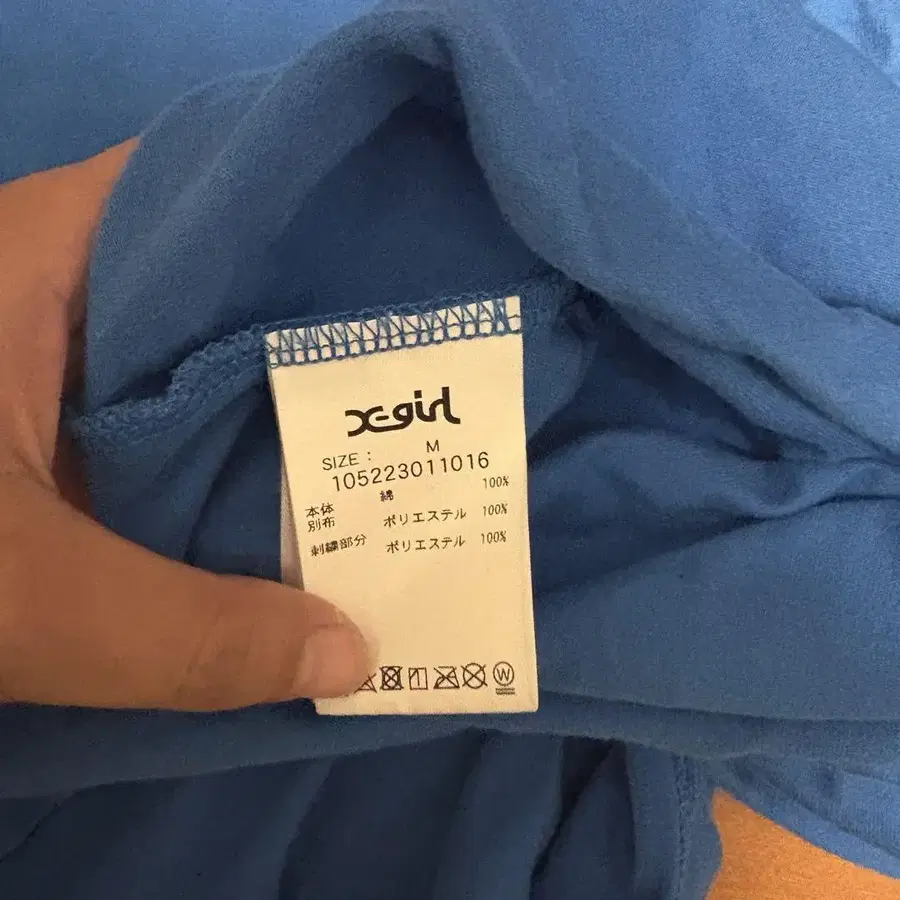 X-girl
SIZE : M
105223011016
本体 綿 100%
別布 ポリエステル 100%
刺繍部分 ポリエステル 100%
W